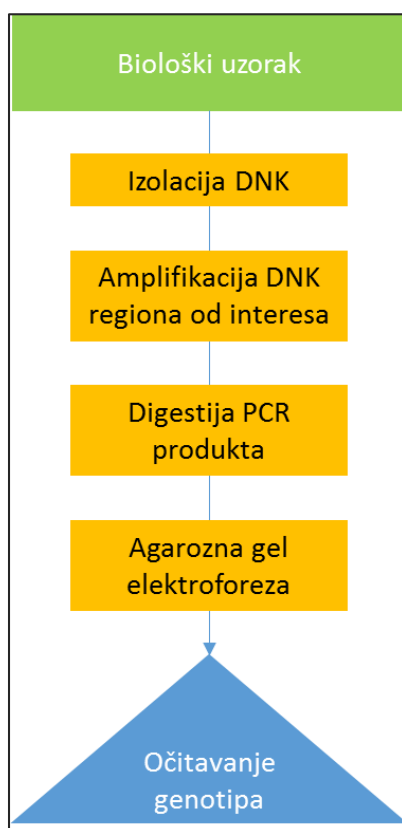 Biološki uzorak
Izolacija DNK
Amplifikacija DNK
regiona od interesa
Digestija PCR
produkta
Agarozna gel
elektroforeza
Očitavanje
genotipa